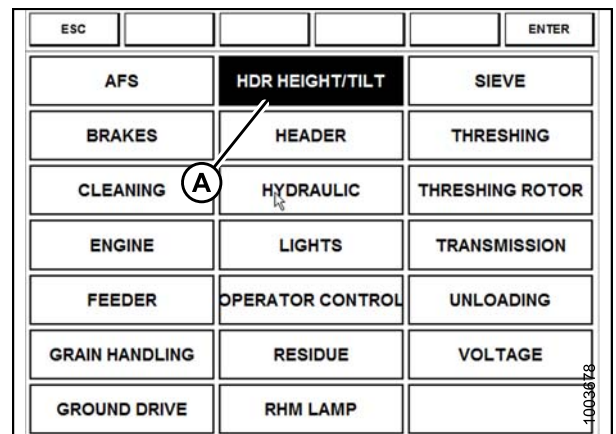 ESC ENTER
AFS HDR HEIGHT/TILT SIEVE
BRAKES HEADER THRESHING
CLEANING A HYDRAULIC THRESHING ROTOR
ENGINE LIGHTS TRANSMISSION
FEEDER OPERATOR CONTROL UNLOADING
GRAIN HANDLING RESIDUE VOLTAGE
GROUND DRIVE RHM LAMP
1003678